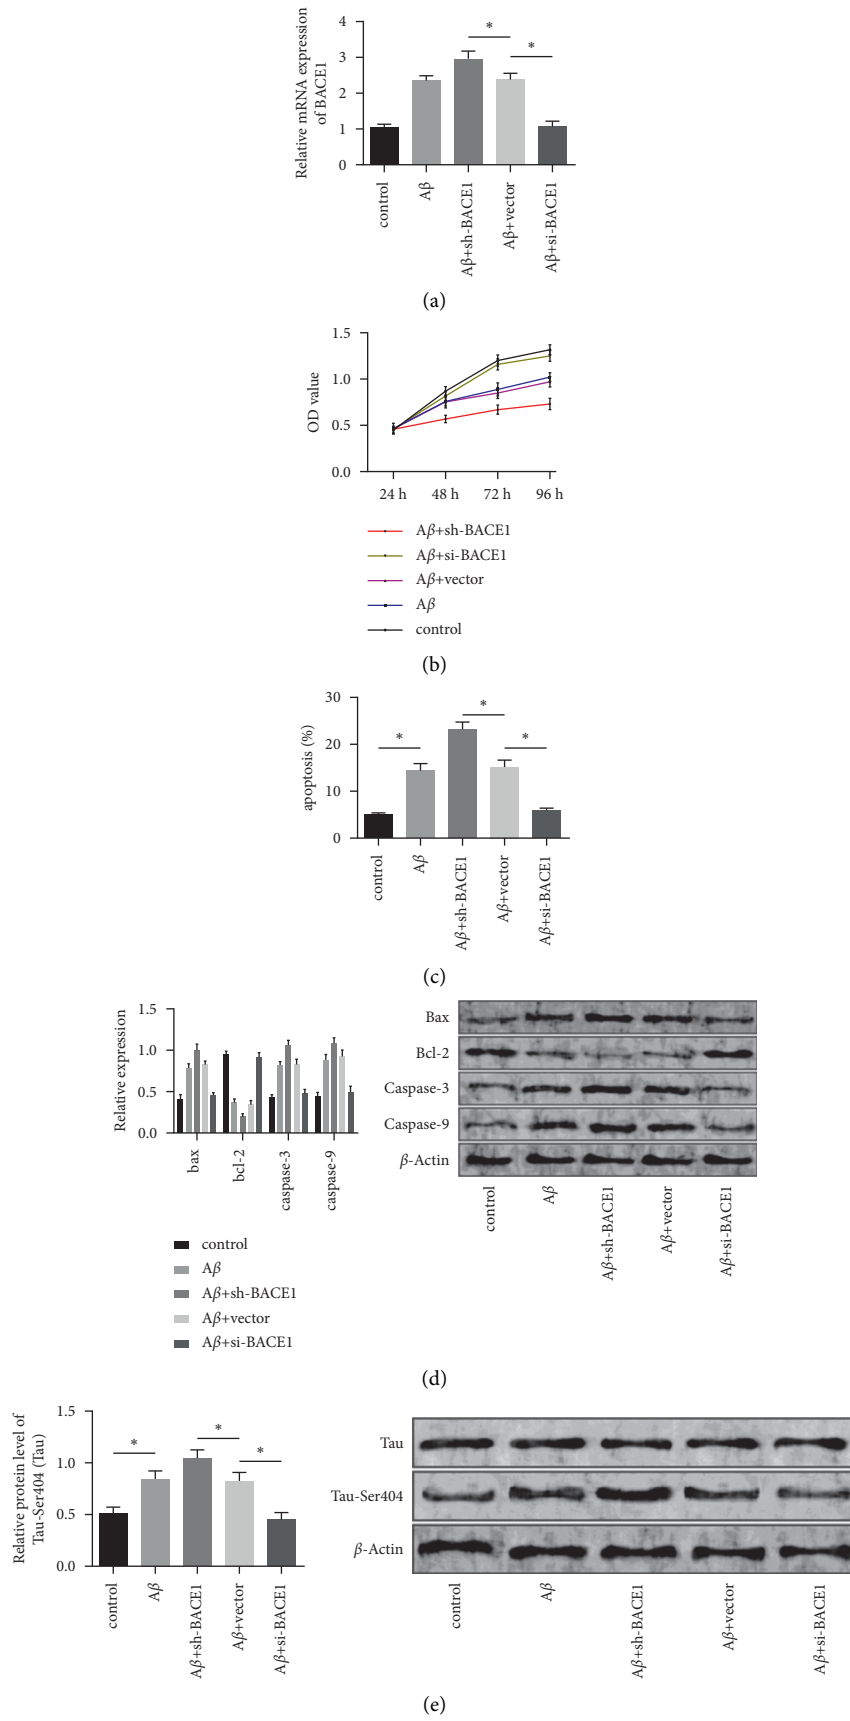 Relative mRNA expression
of BACE1
4
3
2
1
0
*
*
control
Aβ
Aβ+sh-BACE1
Aβ+vector
Aβ+si-BACE1
(a)
OD value
1.5
1.0
0.5
0.0
24 h 48 h 72 h 96 h
Aβ+sh-BACE1
Aβ+si-BACE1
Aβ+vector
Aβ
control
(b)
apoptosis (%)
30
20
10
0
*
*
*
control
Aβ
Aβ+sh-BACE1
Aβ+vector
Aβ+si-BACE1
(c)
Relative expression
1.5
1.0
0.5
0.0
bax
bcl-2
caspase-3
caspase-9
control
Aβ
Aβ+sh-BACE1
Aβ+vector
Aβ+si-BACE1
Bax
Bcl-2
Caspase-3
Caspase-9
β-Actin
control
Aβ
Aβ+sh-BACE1
Aβ+vector
Aβ+si-BACE1
(d)
Relative protein level of
Tau-Ser404 (Tau)
1.5
1.0
0.5
0.0
*
*
*
control
Aβ
Aβ+sh-BACE1
Aβ+vector
Aβ+si-BACE1
Tau
Tau-Ser404
β-Actin
control
Aβ
Aβ+sh-BACE1
Aβ+vector
Aβ+si-BACE1
(e)